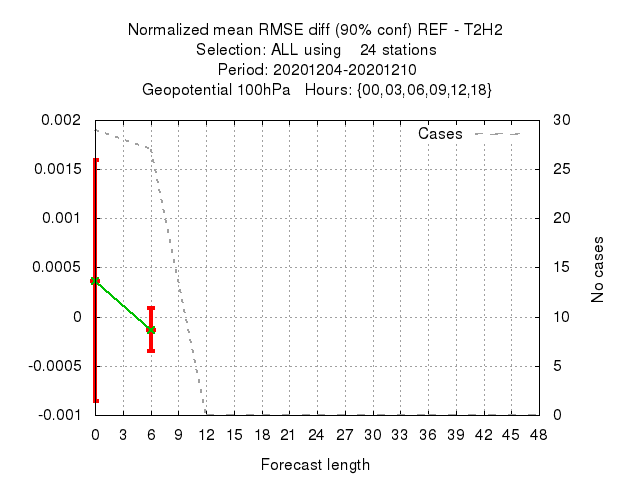 Normalized mean RMSE diff (90% conf) REF - T2H2
Selection: ALL using 24 stations
Period: 20201204-20201210
Geopotential 100hPa Hours: {00,03,06,09,12,18}
0.002
0.0015
0.001
0.0005
0
-0.0005
-0.001
Cases
30
25
20
15
10
5
0
No cases
0 3 6 9 12 15 18 21 24 27 30 33 36 39 42 45 48
Forecast length